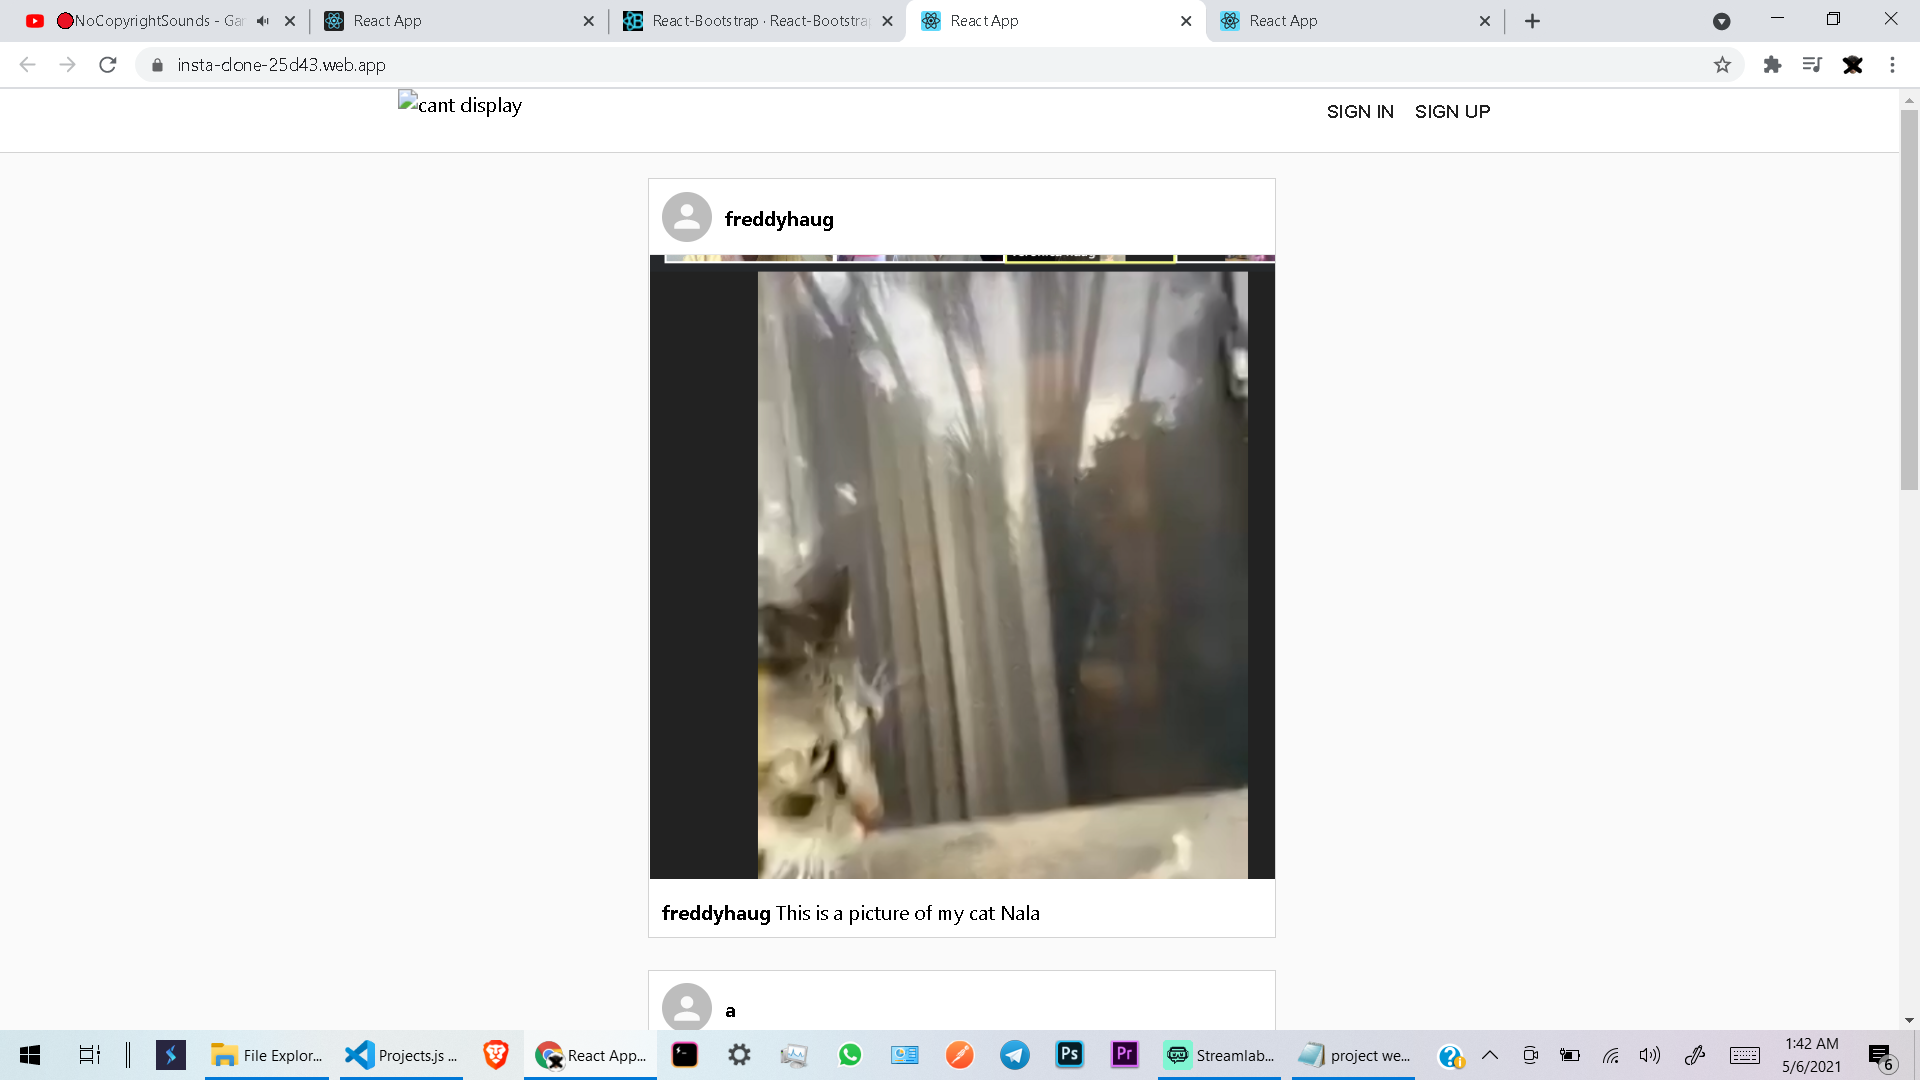 NoCopyrightSounds - Gar
React App
React-Bootstrap · React-Bootstrap
React App
React App
insta-clone-25d43.web.app
cant display
SIGN IN SIGN UP
freddyhaug
freddyhaug This is a picture of my cat Nala
a
File Explor...
Projects.js ...
React App...
Ps
Pr
Streamlab...
project we...
1:42 AM
5/6/2021
6